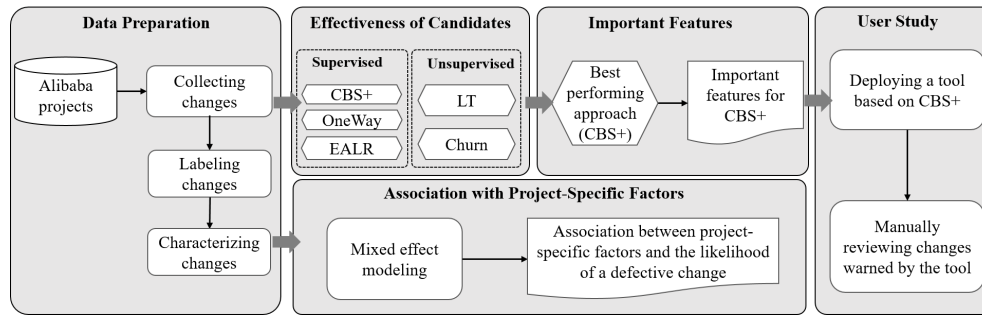 Data Preparation
Alibaba
projects
Collecting
changes
Labeling
changes
Characterizing
changes
Effectiveness of Candidates
Supervised
CBS+
OneWay
EALR
Unsupervised
LT
Churn
Important Features
Best
performing
approach
(CBS+)
Important
features for
CBS+
Association with Project-Specific Factors
Mixed effect
modeling
Association between project-
specific factors and the likelihood
of a defective change
User Study
Deploying a tool
based on CBS+
Manually
reviewing changes
warned by the tool